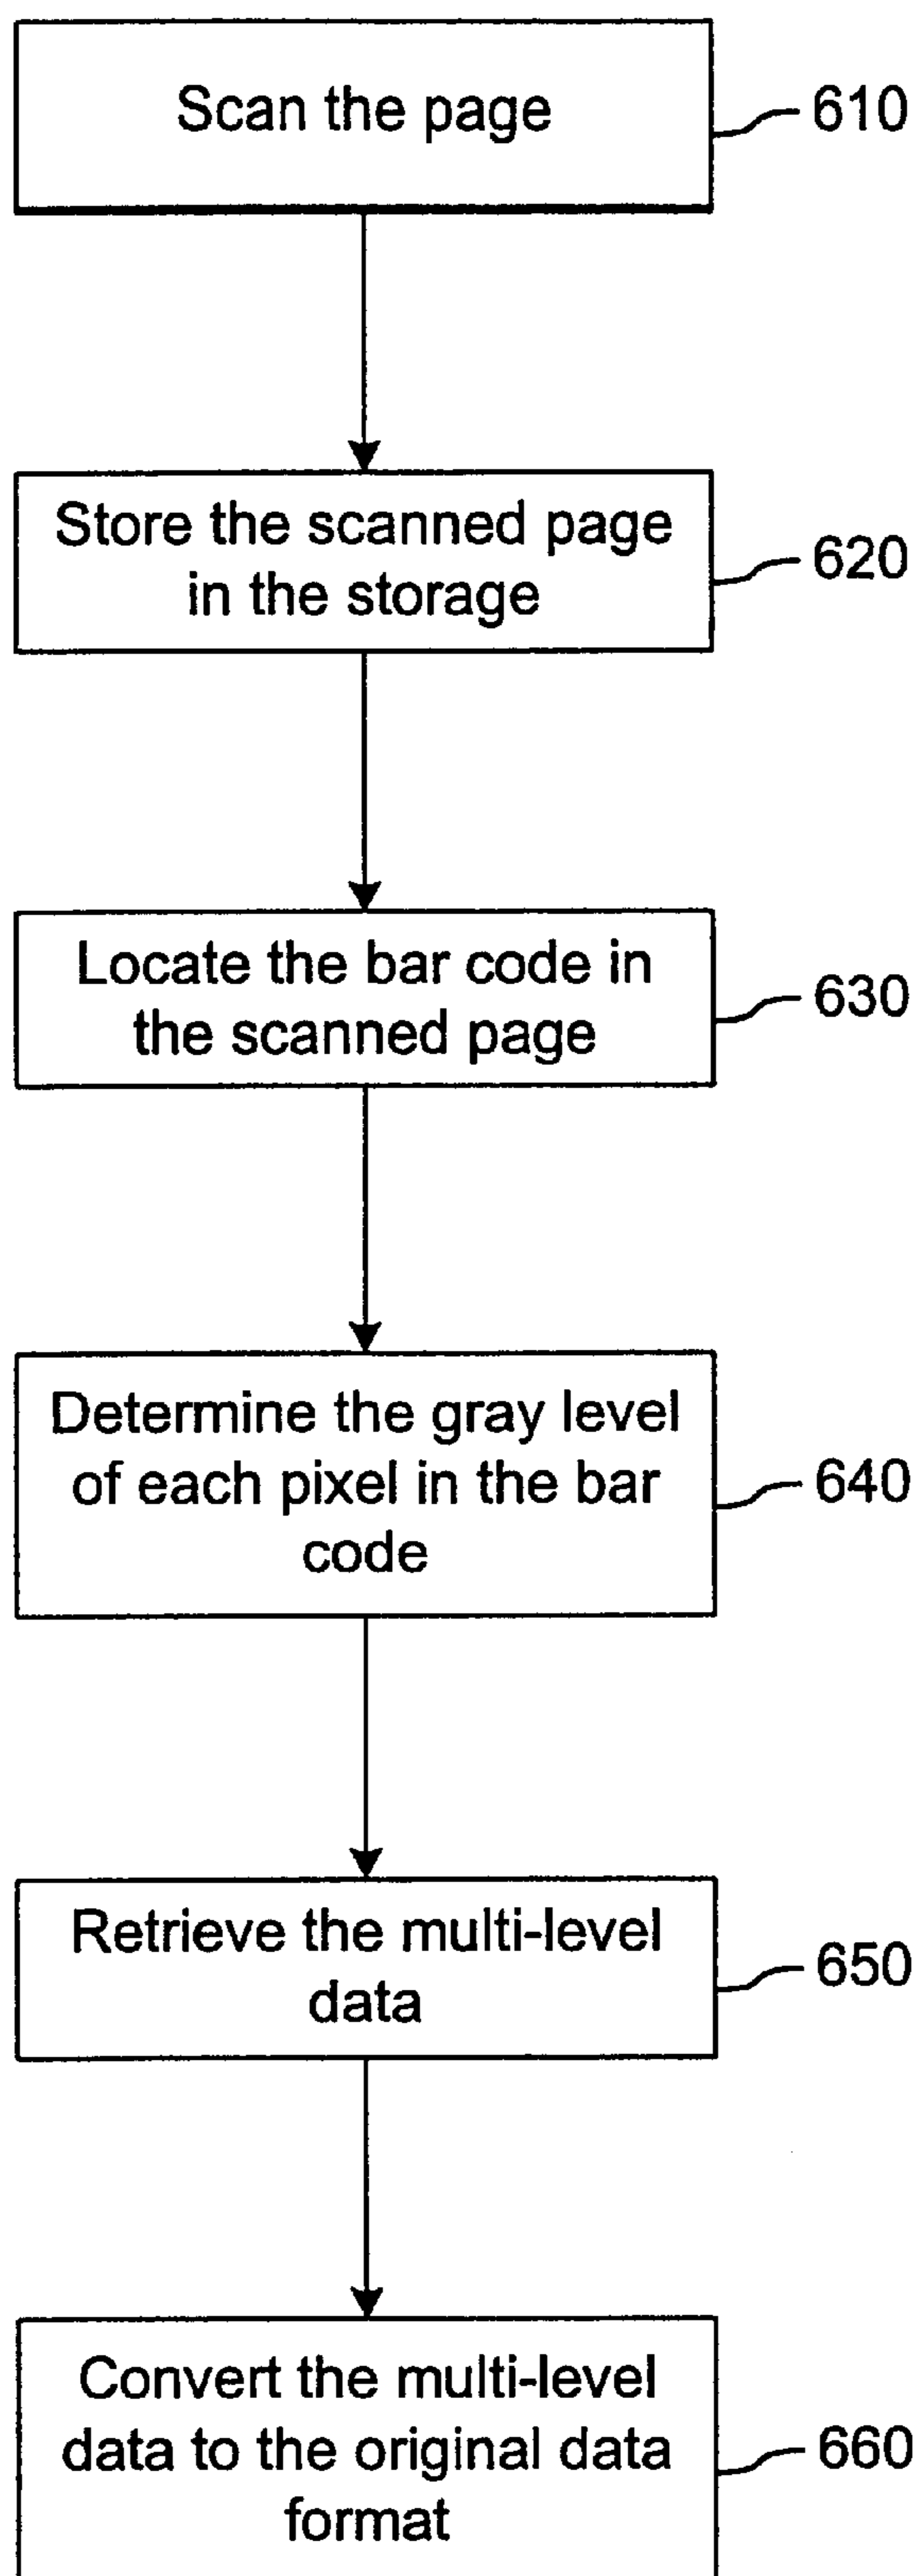 Scan the page
610
Store the scanned page
in the storage
620
Locate the bar code in
the scanned page
630
Determine the gray level
of each pixel in the bar
code
640
Retrieve the multi-level
data
650
Convert the multi-level
data to the original data
format
660